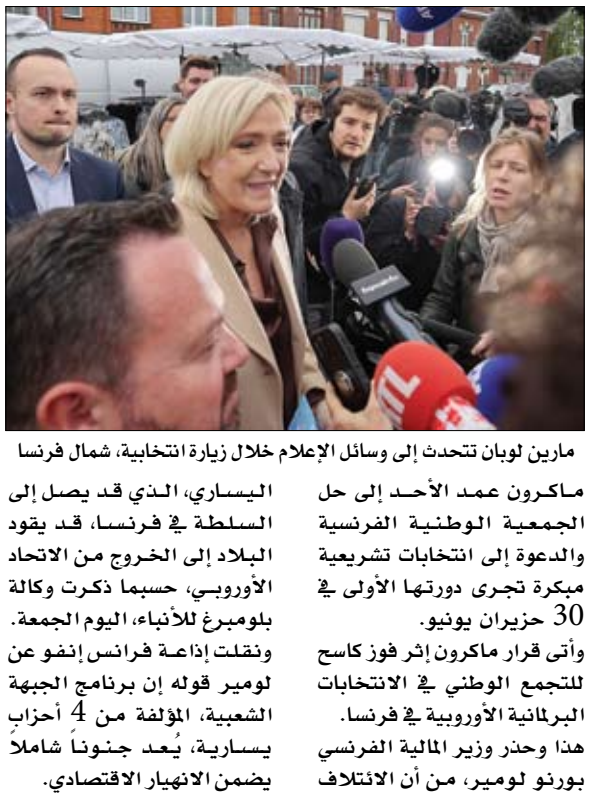 RTL
مارين لوبان تتحدث إلى وسائل الإعلام خلال زيارة انتخابية، شمال فرنسا
ماكرون عمد الأحد إلى حل
الجمعية الوطنية الفرنسية
والدعوة إلى انتخابات تشريعية
مبكرة تجرى دورتها الأولى في
30 حزيران يونيو.
وأتى قرار ماكرون إثر فوز كاسح
للتجمع الوطني في الانتخابات
البرلمانية الأوروبية في فرنسا.
هذا وحذر وزير المالية الفرنسي
بورنو لومير، من أن الائتلاف
اليساري، الذي قد يصل إلى
السلطة في فرنسا، قد يقود
البلاد إلى الخروج من الاتحاد
الأوروبي، حسبما ذكرت وكالة
بلومبرغ للأنباء، اليوم الجمعة.
ونقلت إذاعة فرانس إنفو عن
لومير قوله إن برنامج الجبهة
الشعبية، المؤلفة من 4 أحزاب
يسارية، يُعد جنوناً شاملاً
يضمن الانهيار الاقتصادي.